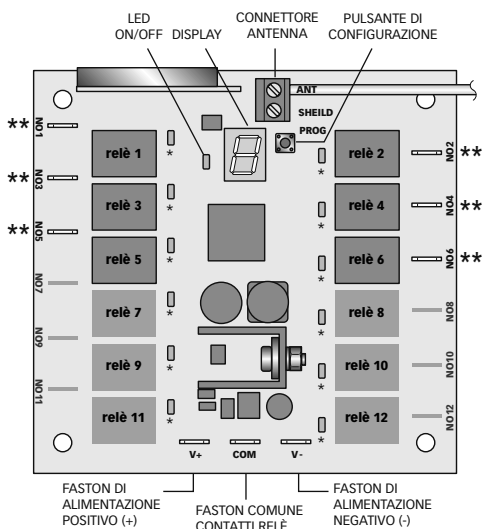 LED
ON/OFF
DISPLAY
CONNETTORE
ANTENNA
PULSANTE DI
CONFIGURAZIONE
ANT
SHEILD
PROG
** NO1
relè 1
*
*
relè 2
NO2 **
** NO3
relè 3
*
*
relè 4
NO4 **
** NO5
relè 5
*
*
relè 6
NO6 **
NO7
relè 7
*
*
relè 8
NO8
NO9
relè 9
*
*
relè 10
NO10
NO11
relè 11
*
*
relè 12
NO12
V+
COM
V-
FASTON DI
ALIMENTAZIONE
POSITIVO (+)
FASTON COMUNE
CONTATTI RELÈ
FASTON DI
ALIMENTAZIONE
NEGATIVO (-)